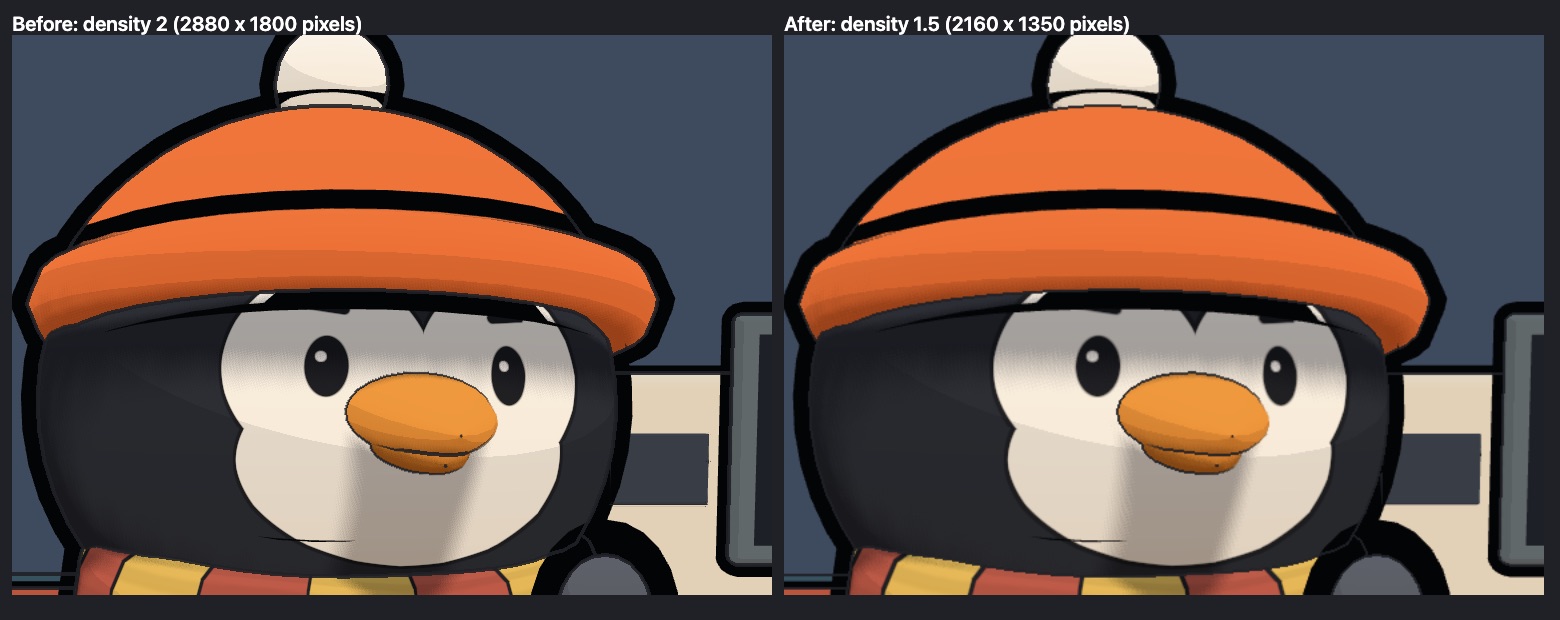 Before: density 2 (2880 x 1800 pixels)
After: density 1.5 (2160 x 1350 pixels)